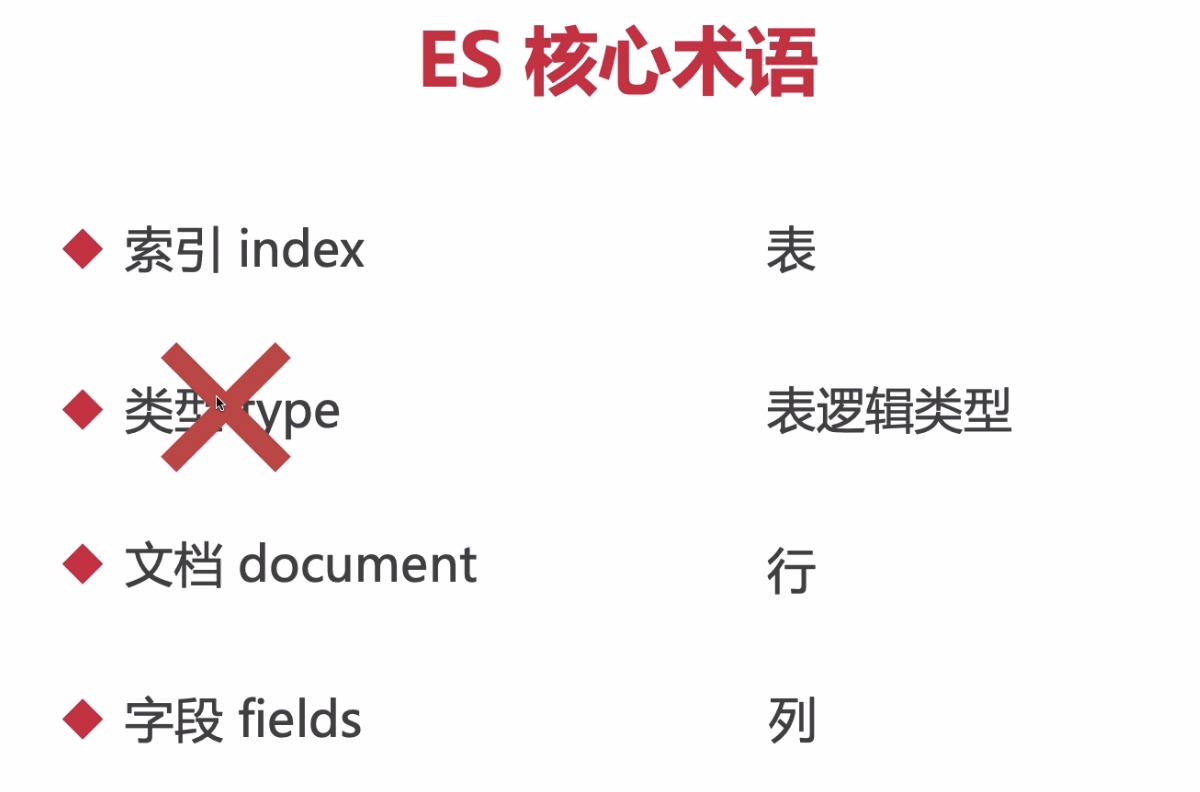 ES 核心术语
索引 index 表
类型 type 表逻辑类型
文档 document 行
字段 fields 列